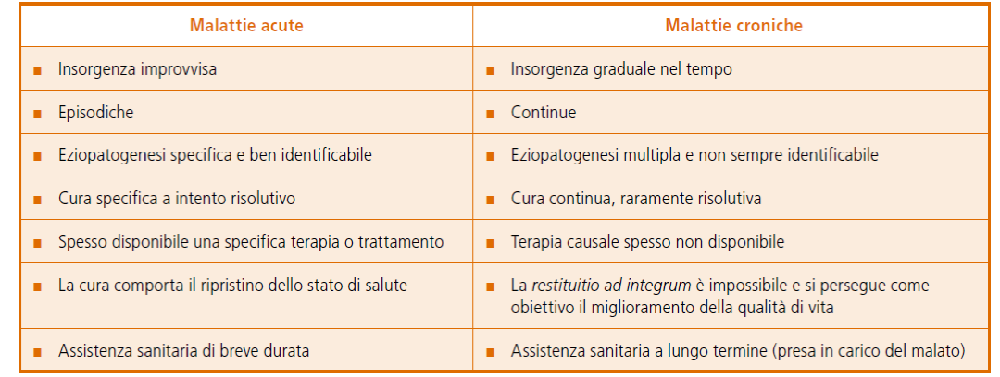 Malattie acute
Malattie croniche
■ Insorgenza improvvisa
■ Insorgenza graduale nel tempo
■ Episodiche
■ Continue
■ Eziopatogenesi specifica e ben identificabile
■ Eziopatogenesi multipla e non sempre identificabile
■ Cura specifica a intento risolutivo
■ Cura continua, raramente risolutiva
■ Spesso disponibile una specifica terapia o trattamento
■ Terapia causale spesso non disponibile
■ La cura comporta il ripristino dello stato di salute
■ La restituitio ad integrum è impossibile e si persegue come
obiettivo il miglioramento della qualità di vita
■ Assistenza sanitaria di breve durata
■ Assistenza sanitaria a lungo termine (presa in carico del malato)